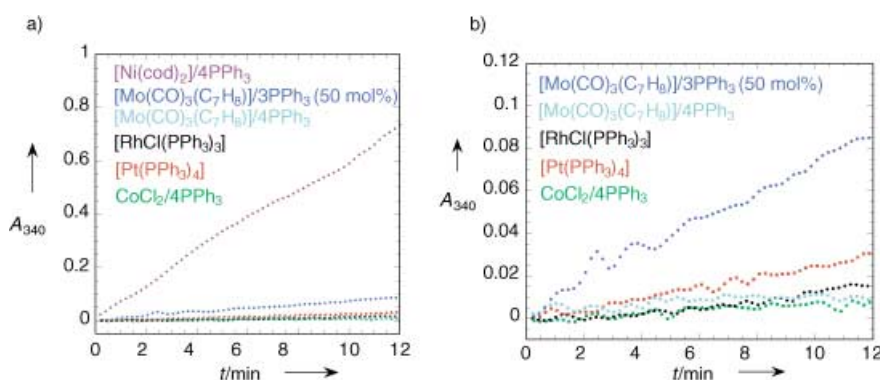 a)
1
0.8
0.6
0.4
0.2
0
A₃₄₀
[Ni(cod)₂]/4PPh₃
[Mo(CO)₃(C₇H₈)]/3PPh₃ (50 mol%)
[Mo(CO)₃(C₇H₈)]/4PPh₃
[RhCl(PPh₃)₃]
[Pt(PPh₃)₄]
CoCl₂/4PPh₃
0 2 4 6 8 10 12
t/min
b)
0.12
0.1
0.08
0.06
0.04
0.02
0
A₃₄₀
[Mo(CO)₃(C₇H₈)]/3PPh₃ (50 mol%)
[Mo(CO)₃(C₇H₈)]/4PPh₃
[RhCl(PPh₃)₃]
[Pt(PPh₃)₄]
CoCl₂/4PPh₃
0 2 4 6 8 10 12
t/min